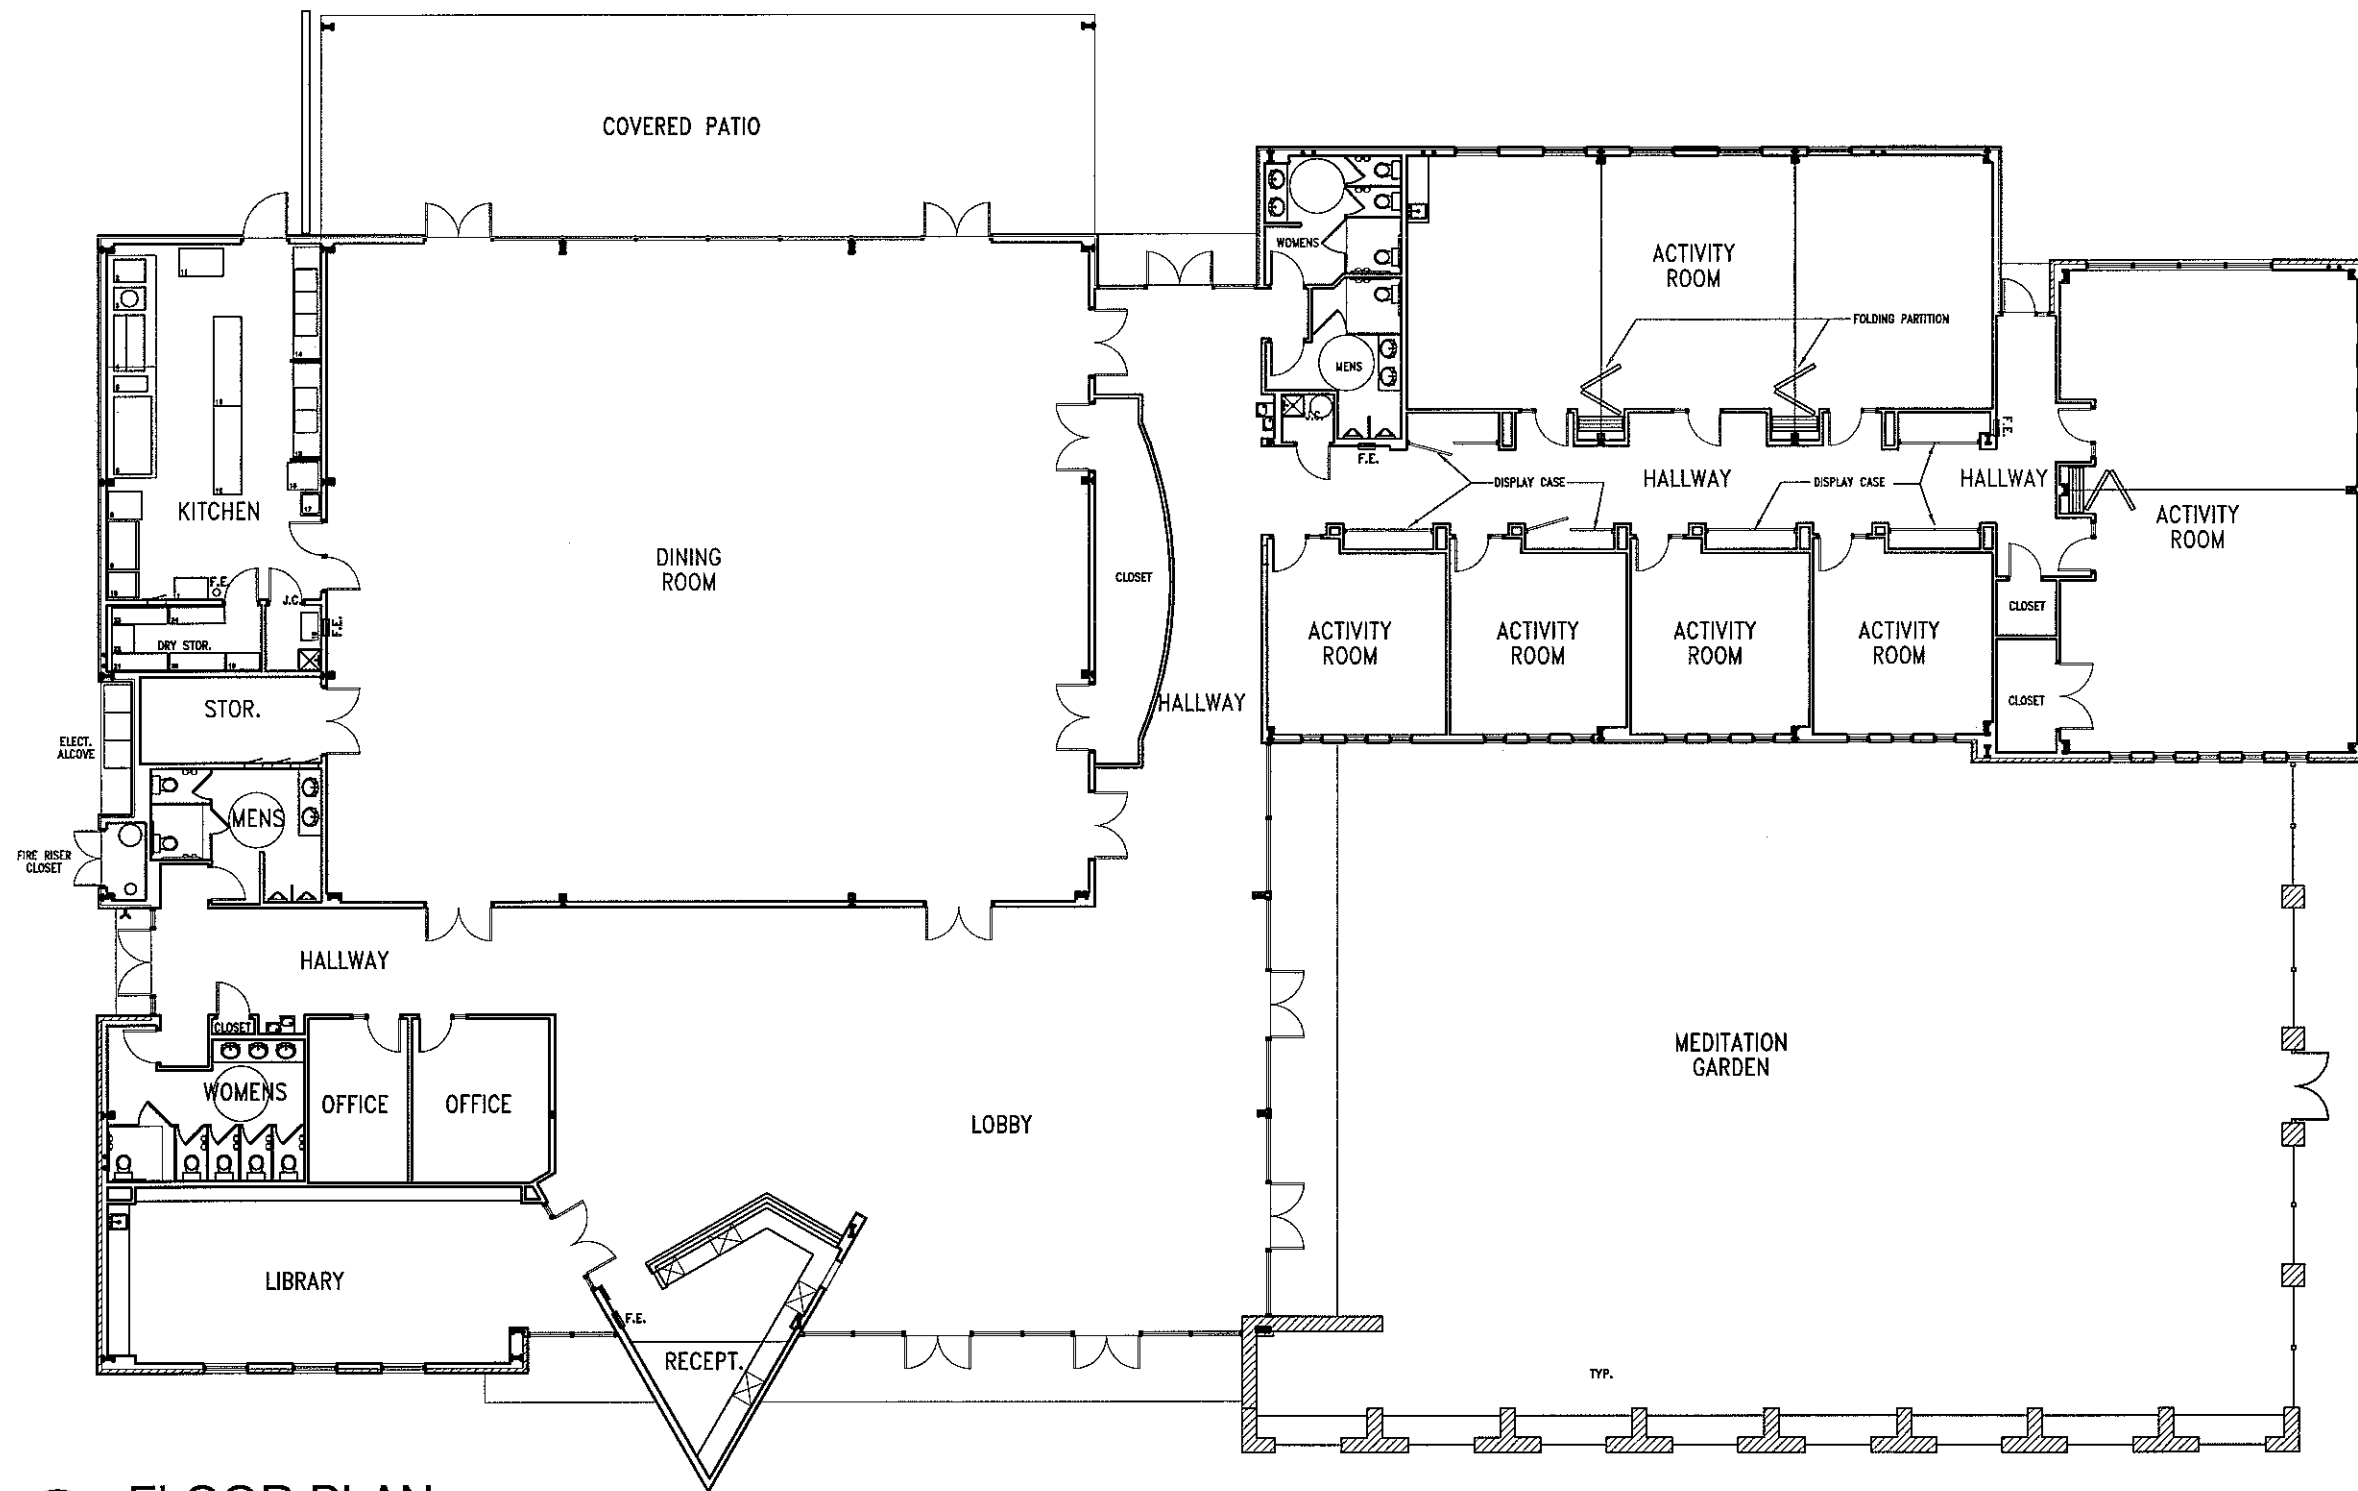 COVERED PATIO
WOMENS
ACTIVITY
ROOM
FOLDING PARTITION
MENS
J.C.
F.E.
F.E.
DISPLAY CASE
HALLWAY
DISPLAY CASE
HALLWAY
ACTIVITY
ROOM
KITCHEN
DINING
ROOM
CLOSET
F.E.
J.C.
F.E.
DRY STOR.
ACTIVITY
ROOM
ACTIVITY
ROOM
ACTIVITY
ROOM
ACTIVITY
ROOM
CLOSET
CLOSET
STOR.
HALLWAY
ELECT.
ALCOVE
MENS
FIRE RISER
CLOSET
HALLWAY
CLOSET
WOMENS
OFFICE
OFFICE
LOBBY
MEDITATION
GARDEN
LIBRARY
F.E.
RECEPT.
TYP.
FLOOR PLAN